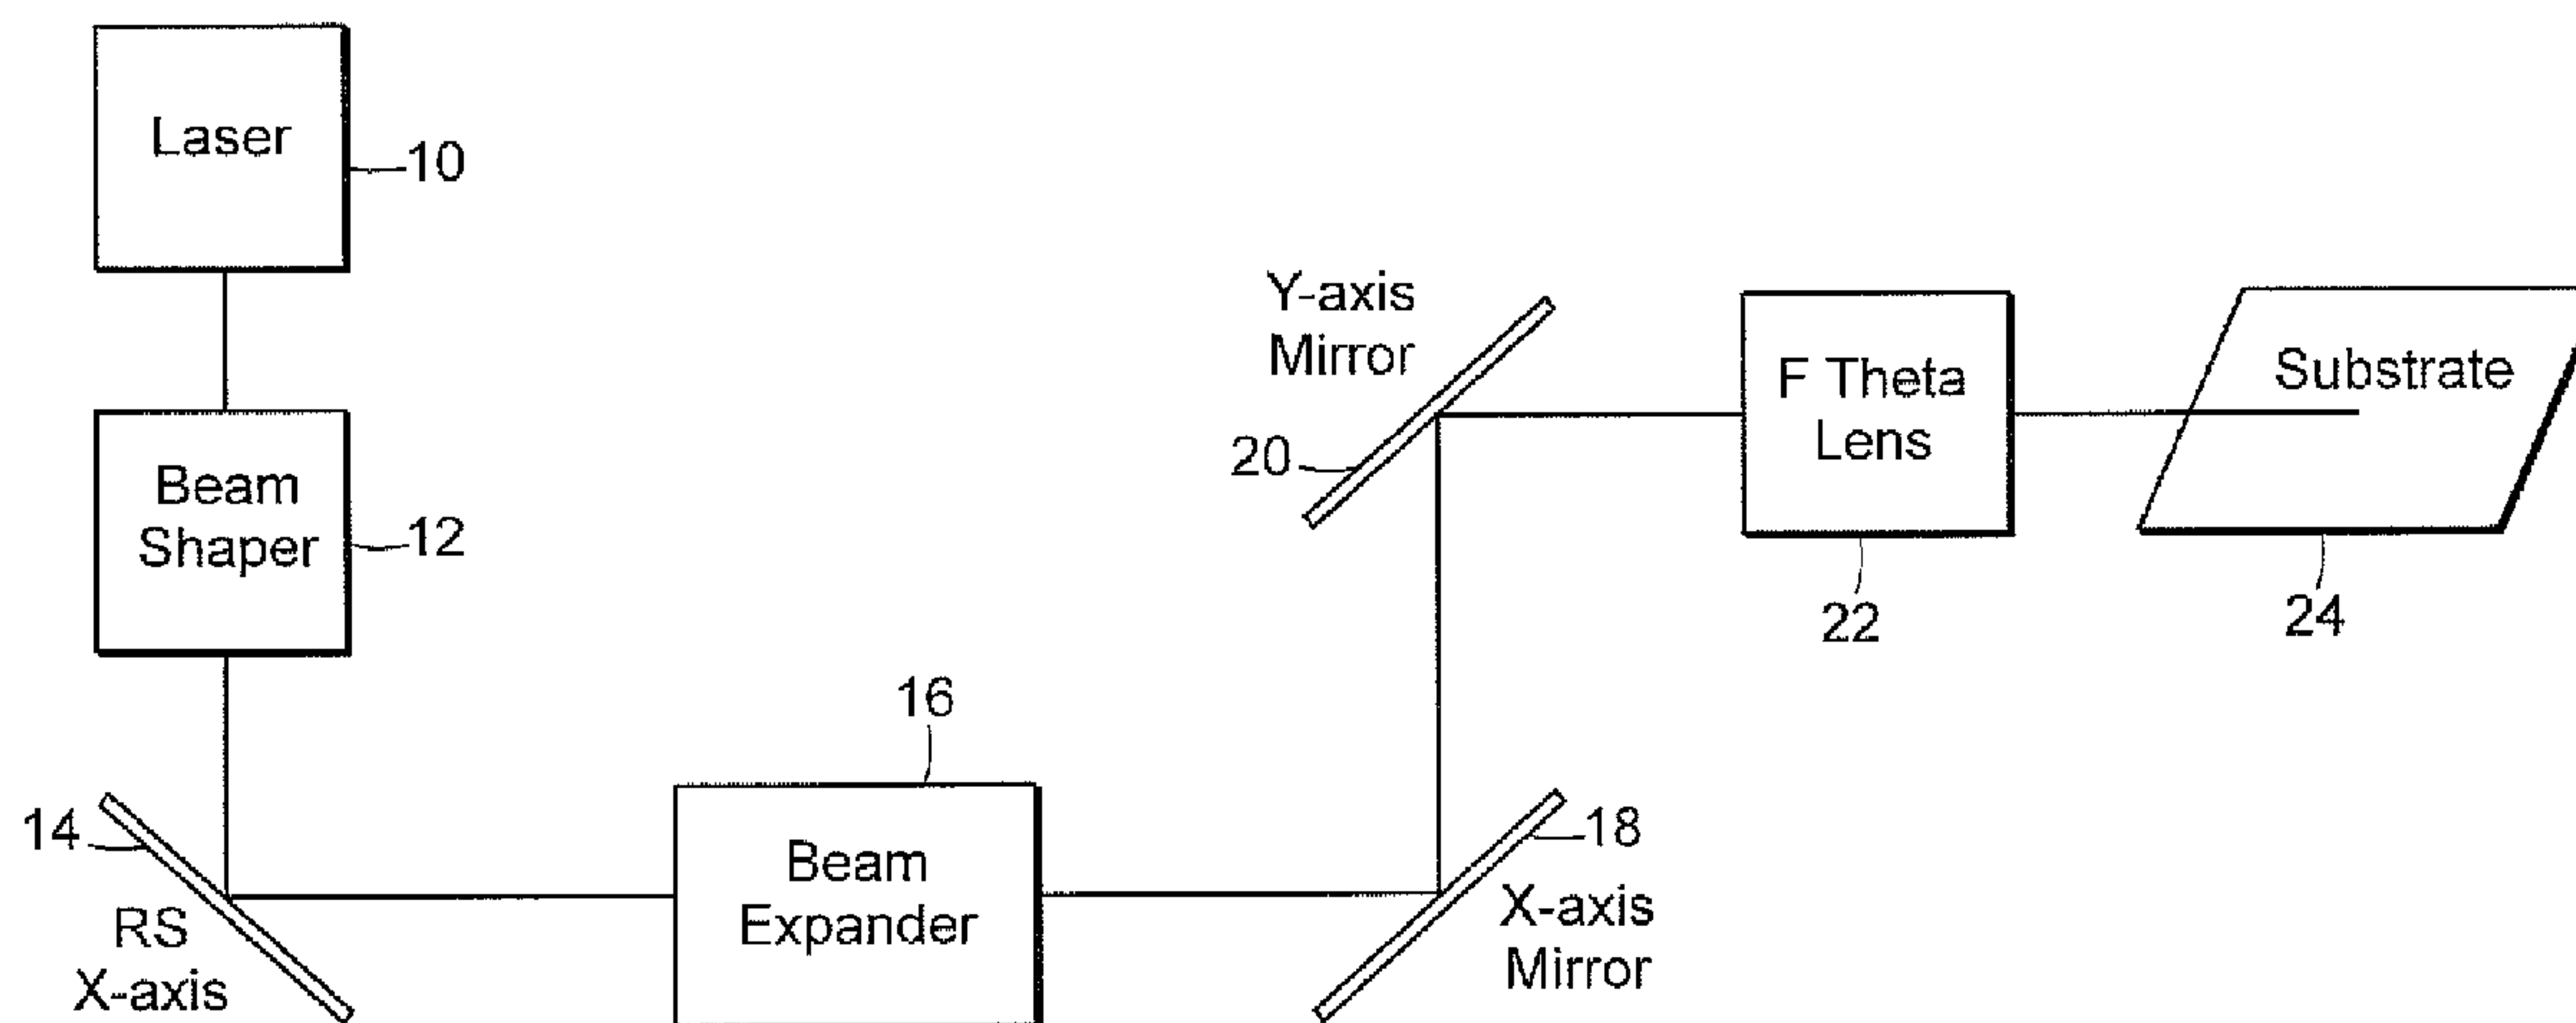 Laser
10
Beam
Shaper
12
14
RS
X-axis
16
Beam
Expander
18
X-axis
Mirror
Y-axis
Mirror
20
F Theta
Lens
22
Substrate
24